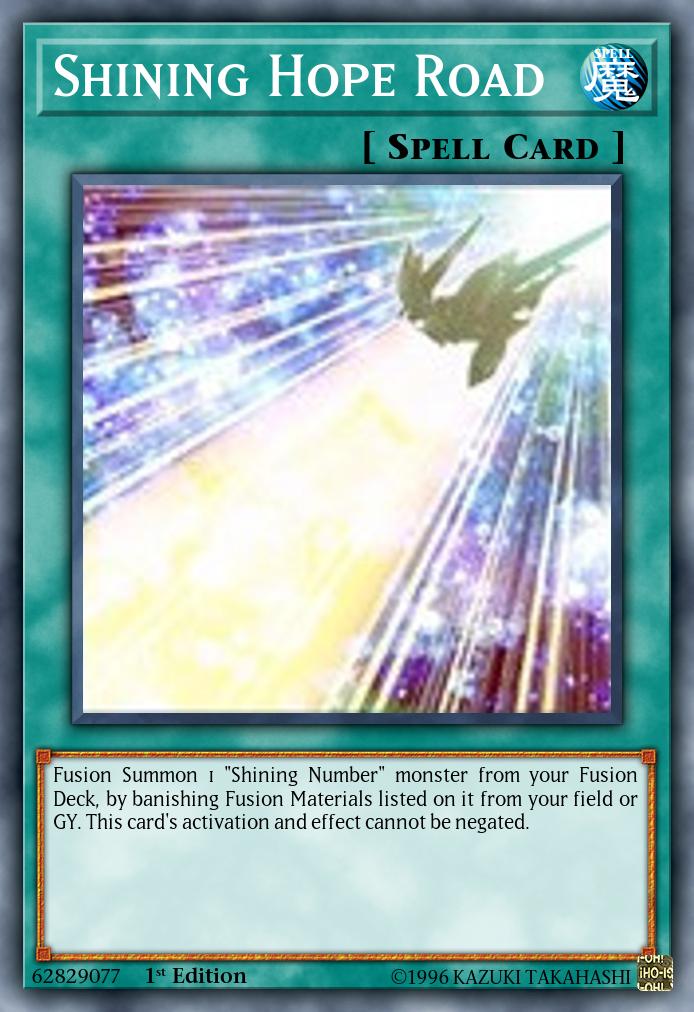 SHINING HOPE ROAD
SPELL
魔
[ SPELL CARD ]
Fusion Summon 1 "Shining Number" monster from your Fusion
Deck, by banishing Fusion Materials listed on it from your field or
GY. This card's activation and effect cannot be negated.
62829077 1st Edition ©1996 KAZUKI TAKAHASHI